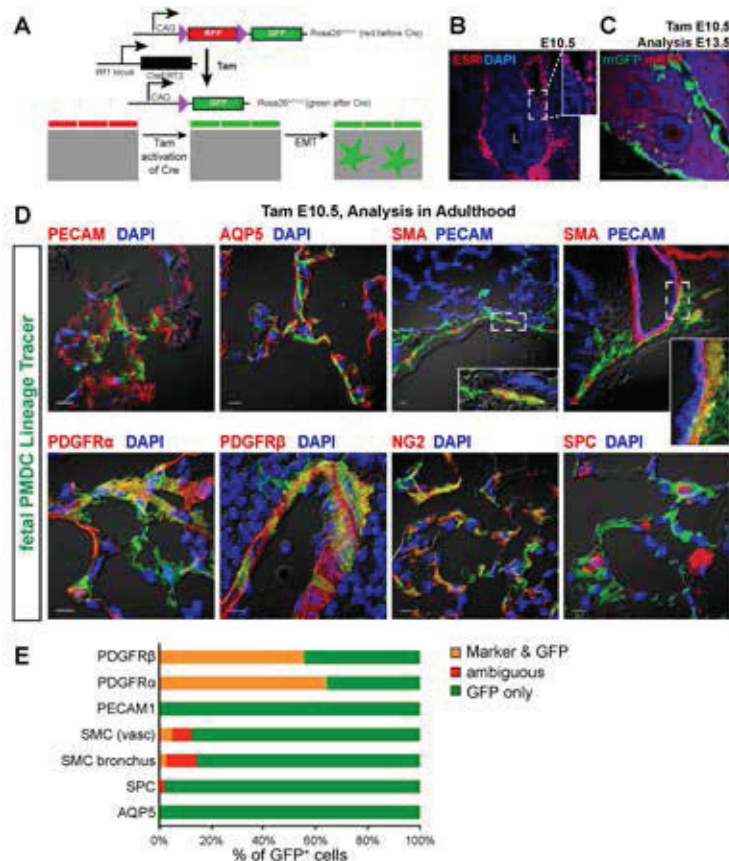 A
CAG
RFP
GFP
(red before Cre)
Wt1 locus
CreERT2
Tam
CAG
GFP
(green after Cre)
Tam
activation
of Cre
EMT
B
E10.5
ESR DAPI
L
C
Tam E10.5
Analysis E13.5
mGFP mRFP
D
Tam E10.5, Analysis in Adulthood
fetal PMDC Lineage Tracer
PECAM DAPI
AQP5 DAPI
SMA PECAM
SMA PECAM
PDGFRα DAPI
PDGFRβ DAPI
NG2 DAPI
SPC DAPI
E
PDGFRβ
PDGFRα
PECAM1
SMC (vasc)
SMC bronchus
SPC
AQP5
0% 20% 40% 60% 80% 100%
% of GFP⁺ cells
Marker & GFP
ambiguous
GFP only